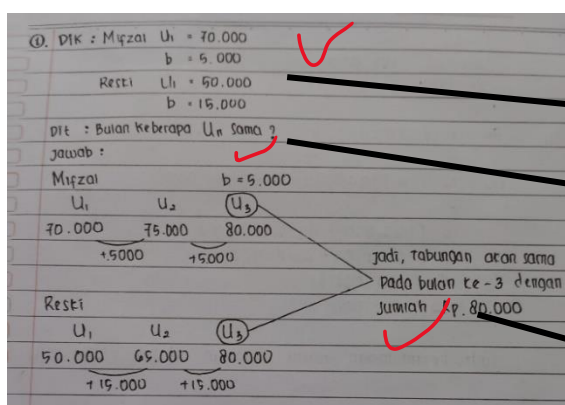 ①. DIK : Mifzal U₁ = 70.000
b = 5.000
Resti U₁ = 50.000
b = 15.000
Dit : Bulan keberapa Uₙ sama ?
Jawab :
Mifzal b = 5.000
U₁ U₂ U₃
70.000 75.000 80.000
+5000 +5000
Jadi, Tabungan akan sama
Pada bulan ke-3 dengan
Jumlah Rp. 80.000
Resti
U₁ U₂ U₃
50.000 65.000 80.000
+15.000 +15.000